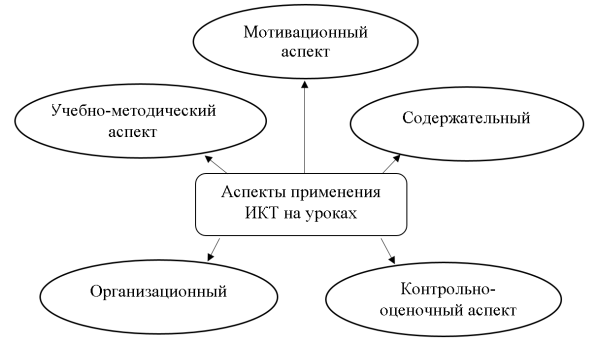 Мотивационный
аспект
Учебно-методический
аспект
Содержательный
Аспекты применения
ИКТ на уроках
Организационный
Контрольно-
оценочный аспект